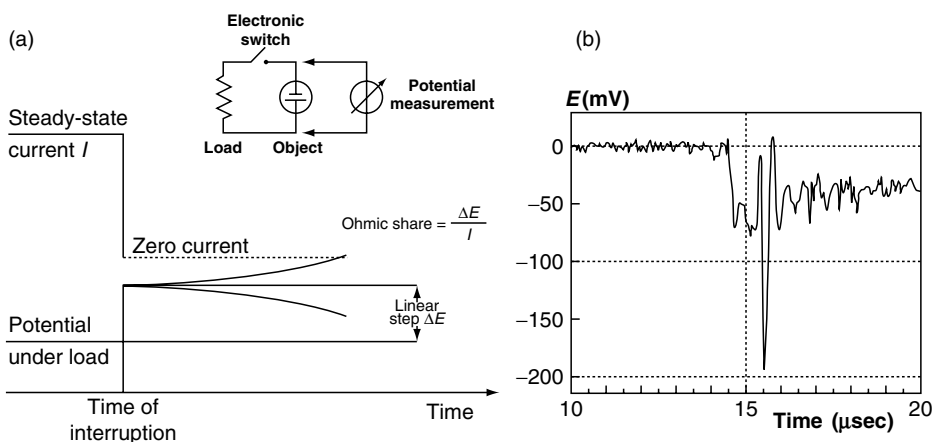 (a)
Electronic
switch
Potential
measurement
Load
Object
Steady-state
current I
Ohmic share = ΔE
I
Zero current
Linear
step ΔE
Potential
under load
Time of
interruption
Time
(b)
E(mV)
0
−50
−100
−150
−200
10
15
20
Time (μsec)